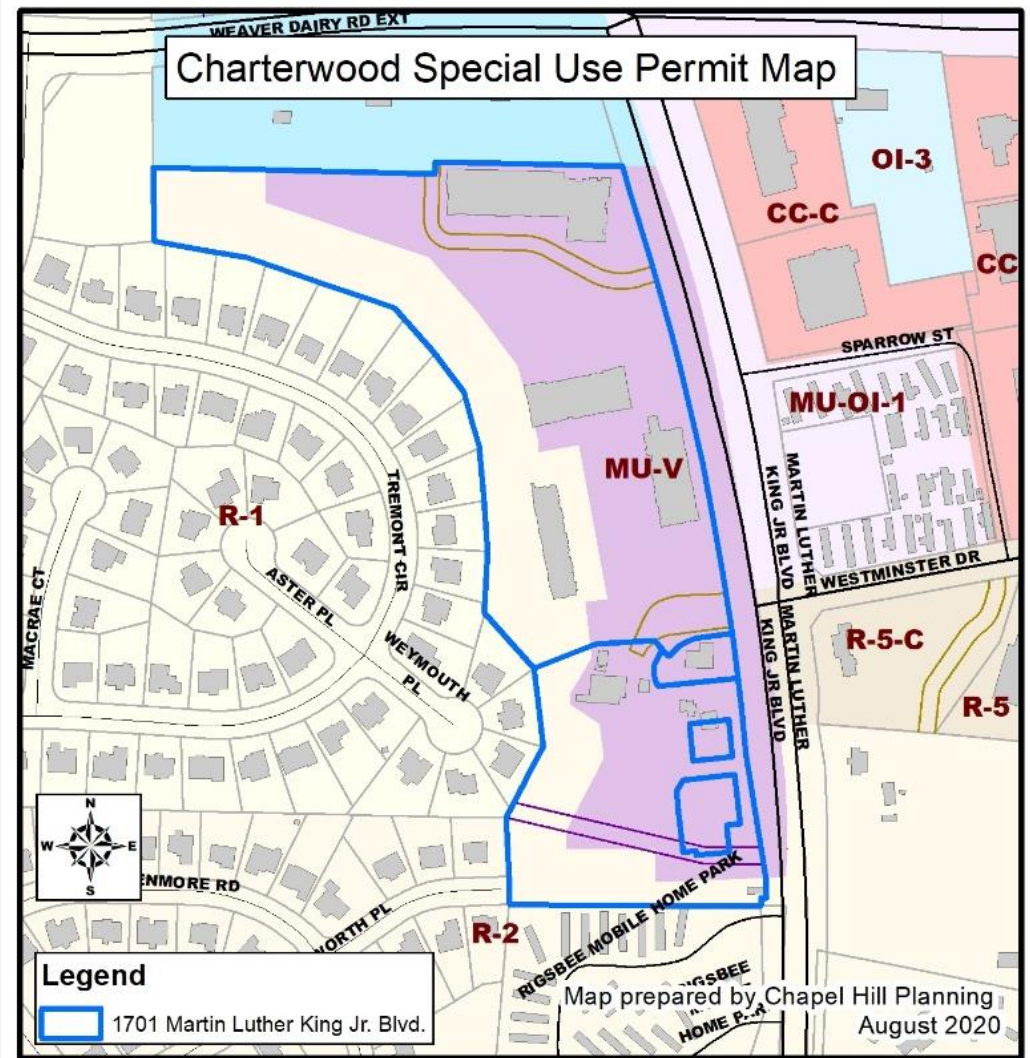 WEAVER DAIRY RD EXT
Charterwood Special Use Permit Map
OI-3
CC-C
CC
SPARROW ST
MU-OI-1
MU-V
MARTIN LUTHER
KING JR BLVD
WESTMINSTER DR
R-1
TREMONT CIR
ASTER PL
MACRAE CT
WEYMOUTH
PL
MARTIN LUTHER
KING JR BLVD
R-5-C
R-5
N
W
E
S
ENMORE RD
NORTH PL
R-2
RIGSBEE MOBILE HOME PARK
RIGSBEE
HOME PAR
Legend
1701 Martin Luther King Jr. Blvd.
Map prepared by Chapel Hill Planning
August 2020